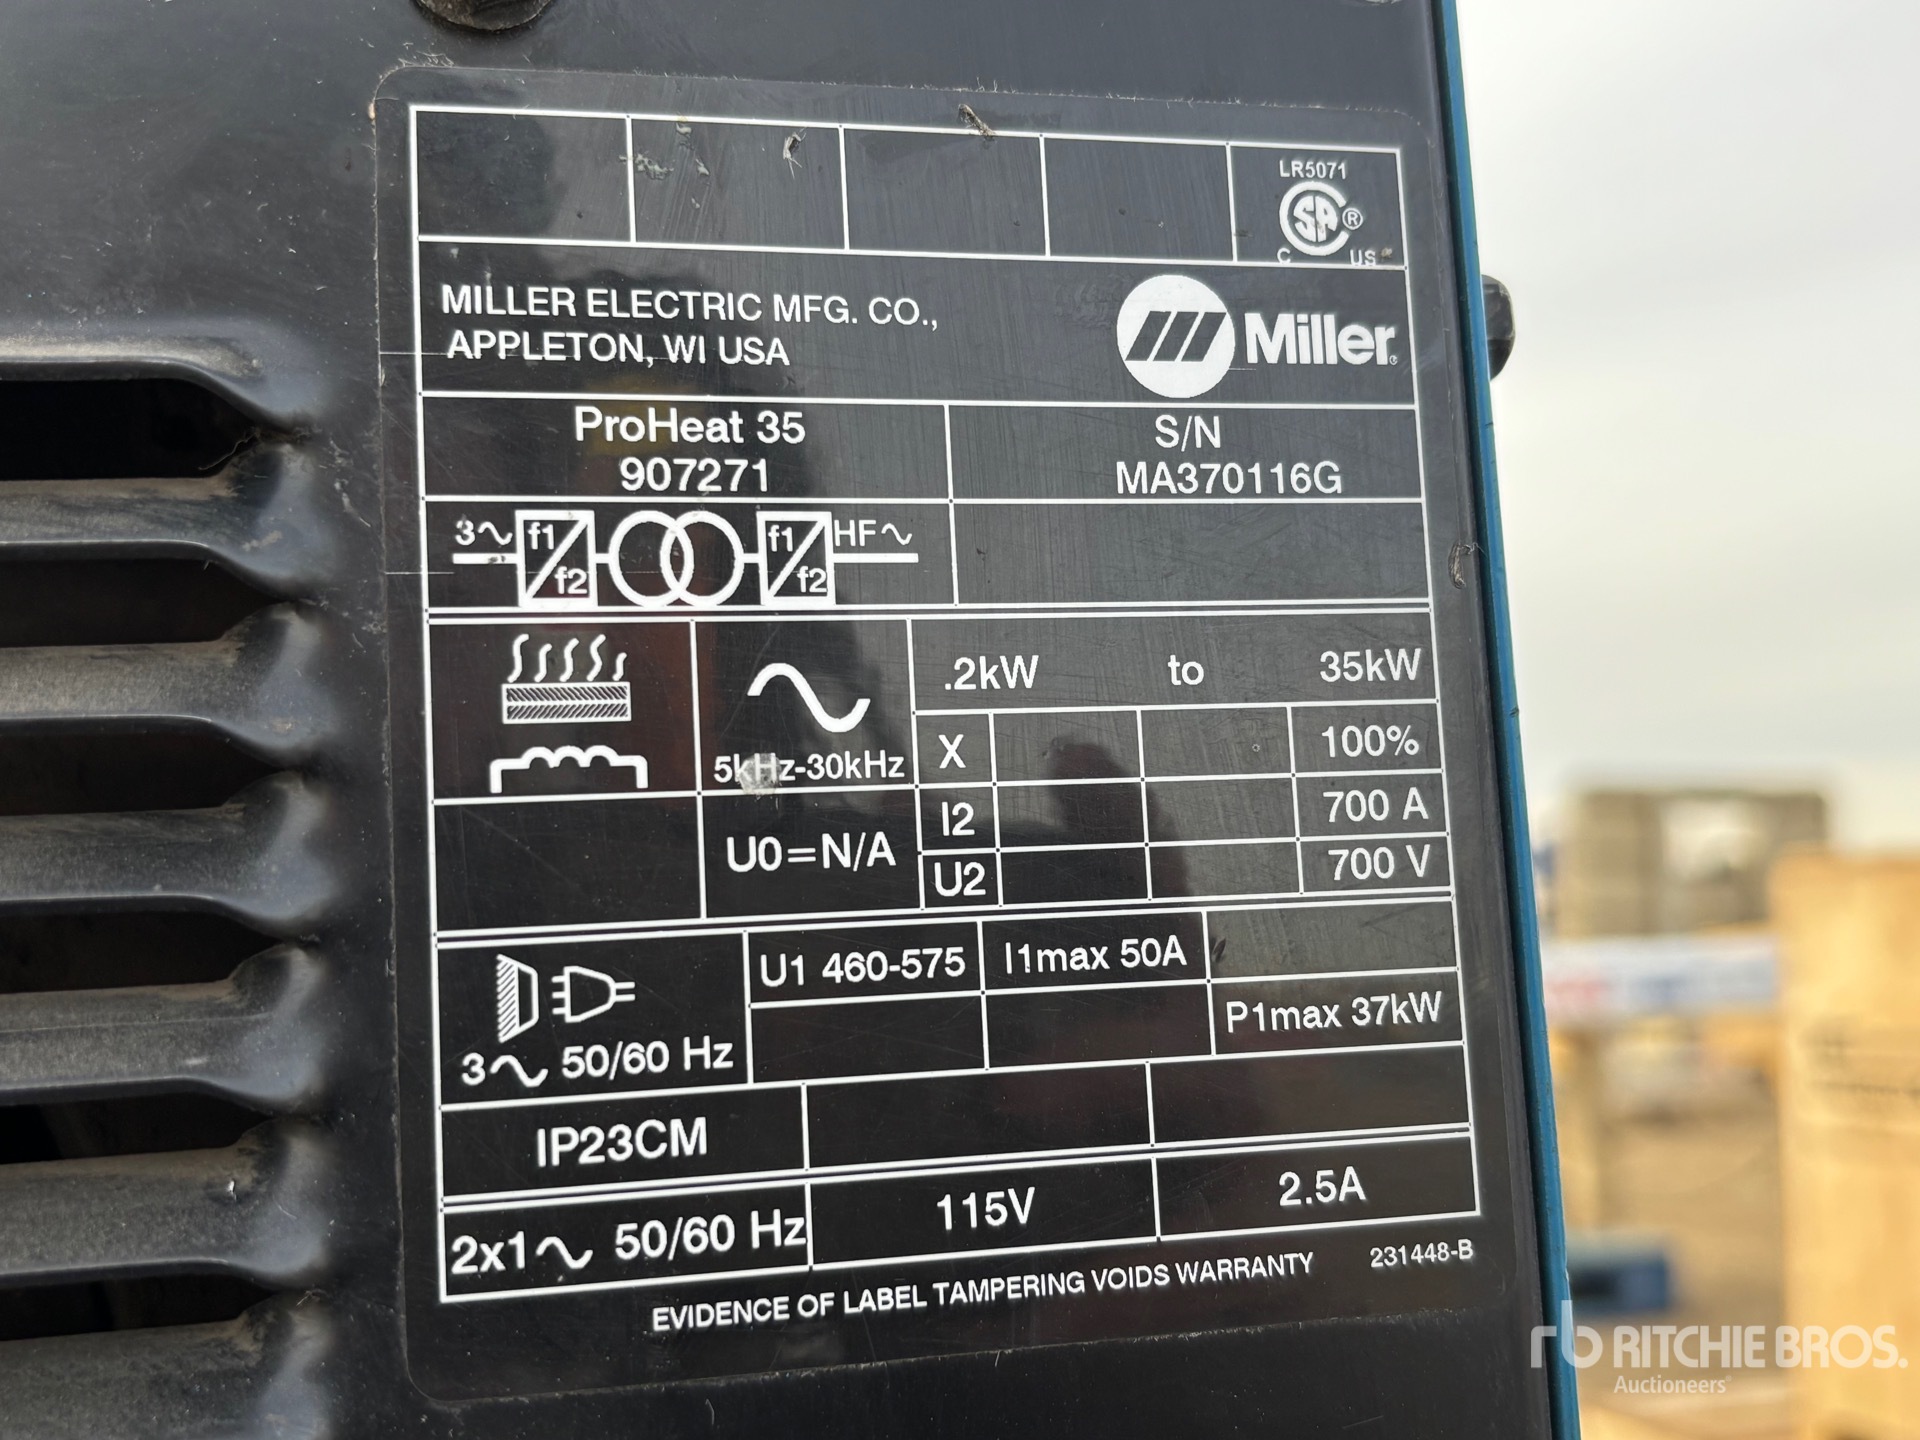 LR5071
CSA ®
C US
MILLER ELECTRIC MFG. CO.,
APPLETON, WI USA
Miller®
ProHeat 35
907271
S/N
MA370116G
3~ f1 f2 f1 f2 HF~
.2kW to 35kW
5kHz-30kHz
X 100%
I2 700 A
U0=N/A
U2 700 V
U1 460-575 I1max 50A
P1max 37kW
3~ 50/60 Hz
IP23CM
2x1~ 50/60 Hz 115V 2.5A
EVIDENCE OF LABEL TAMPERING VOIDS WARRANTY 231448-B
rb RITCHIE BROS.
Auctioneers